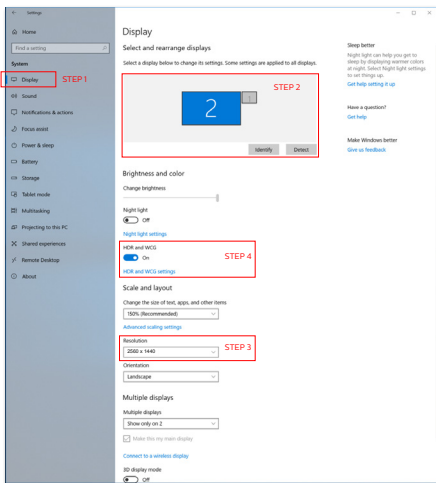 Settings
Home
Find a setting
System
Display
STEP 1
Sound
Notifications & actions
Focus assist
Power & sleep
Battery
Storage
Tablet mode
Multitasking
Projecting to this PC
Shared experiences
Remote Desktop
About
Display
Select and rearrange displays
Select a display below to change its settings. Some settings are applied to all displays.
STEP 2
2
1
Identify
Detect
Brightness and color
Change brightness
Night light
Off
Night light settings
HDR and WCG
On
STEP 4
HDR and WCG settings
Scale and layout
Change the size of text, apps, and other items
150% (Recommended)
Advanced scaling settings
Resolution
2560 x 1440
STEP 3
Orientation
Landscape
Multiple displays
Multiple displays
Show only on 2
Make this my main display
Connect to a wireless display
3D display mode
Off
Sleep better
Night light can help you get to
sleep by displaying warmer colors
at night. Select Night light settings
to set things up.
Get help setting it up
Have a question?
Get help
Make Windows better
Give us feedback